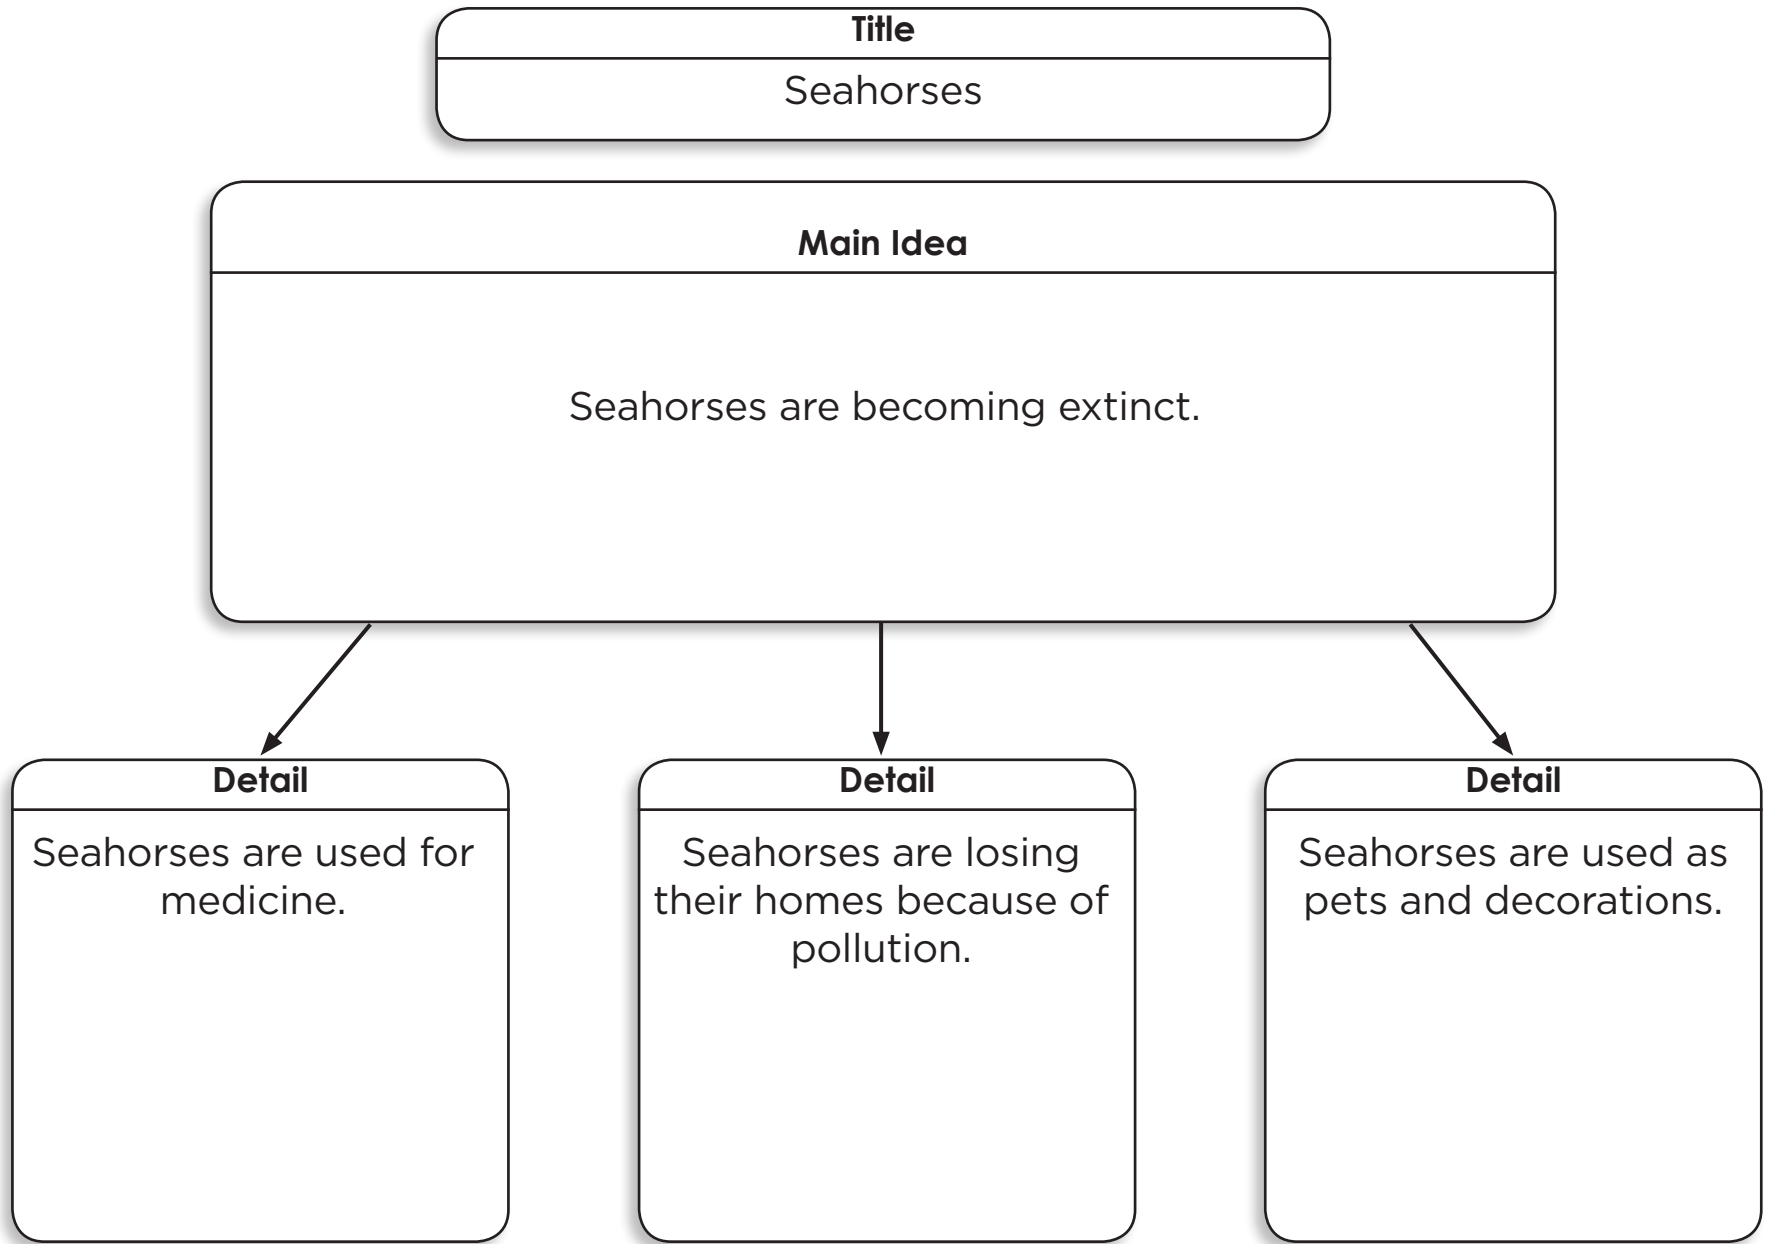 Title
Seahorses
Main Idea
Seahorses are becoming extinct.
Detail
Seahorses are used for
medicine.
Detail
Seahorses are losing
their homes because of
pollution.
Detail
Seahorses are used as
pets and decorations.